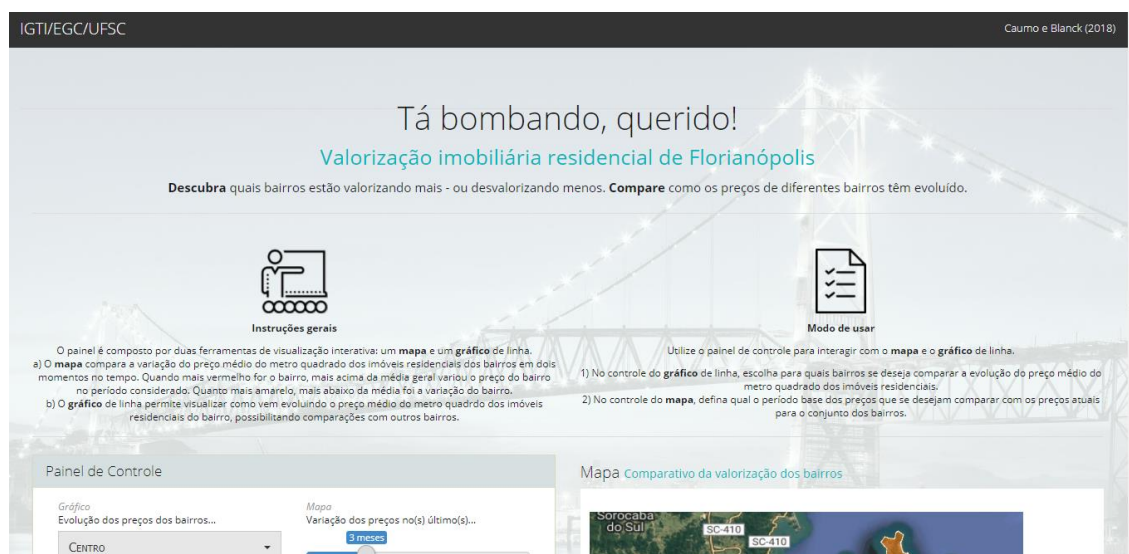 IGTI/EGC/UFSC
Caumo e Blanck (2018)
Tá bombando, querido!
Valorização imobiliária residencial de Florianópolis
Descubra quais bairros estão valorizando mais - ou desvalorizando menos. Compare como os preços de diferentes bairros têm evoluído.
Instruções gerais
O painel é composto por duas ferramentas de visualização interativa: um mapa e um gráfico de linha.
a) O mapa compara a variação do preço médio do metro quadrado dos imóveis residenciais dos bairros em dois
momentos no tempo. Quando mais vermelho for o bairro, mais acima da média geral variou o preço do bairro
no período considerado. Quanto mais amarelo, mais abaixo da média foi a variação do bairro.
b) O gráfico de linha permite visualizar como vem evoluindo o preço médio do metro quadrdo dos imóveis
residenciais do bairro, possibilitando comparações com outros bairros.
Modo de usar
Utilize o painel de controle para interagir com o mapa e o gráfico de linha.
1) No controle do gráfico de linha, escolha para quais bairros se deseja comparar a evolução do preço médio do
metro quadrado dos imóveis residenciais.
2) No controle do mapa, defina qual o período base dos preços que se desejam comparar com os preços atuais
para o conjunto dos bairros.
Painel de Controle
Gráfico
Evolução dos preços dos bairros...
CENTRO
Mapa
Variação dos preços no(s) último(s)...
3 meses
Mapa Comparativo da valorização dos bairros
Sorocaba
do Sul
SC-410
SC-410